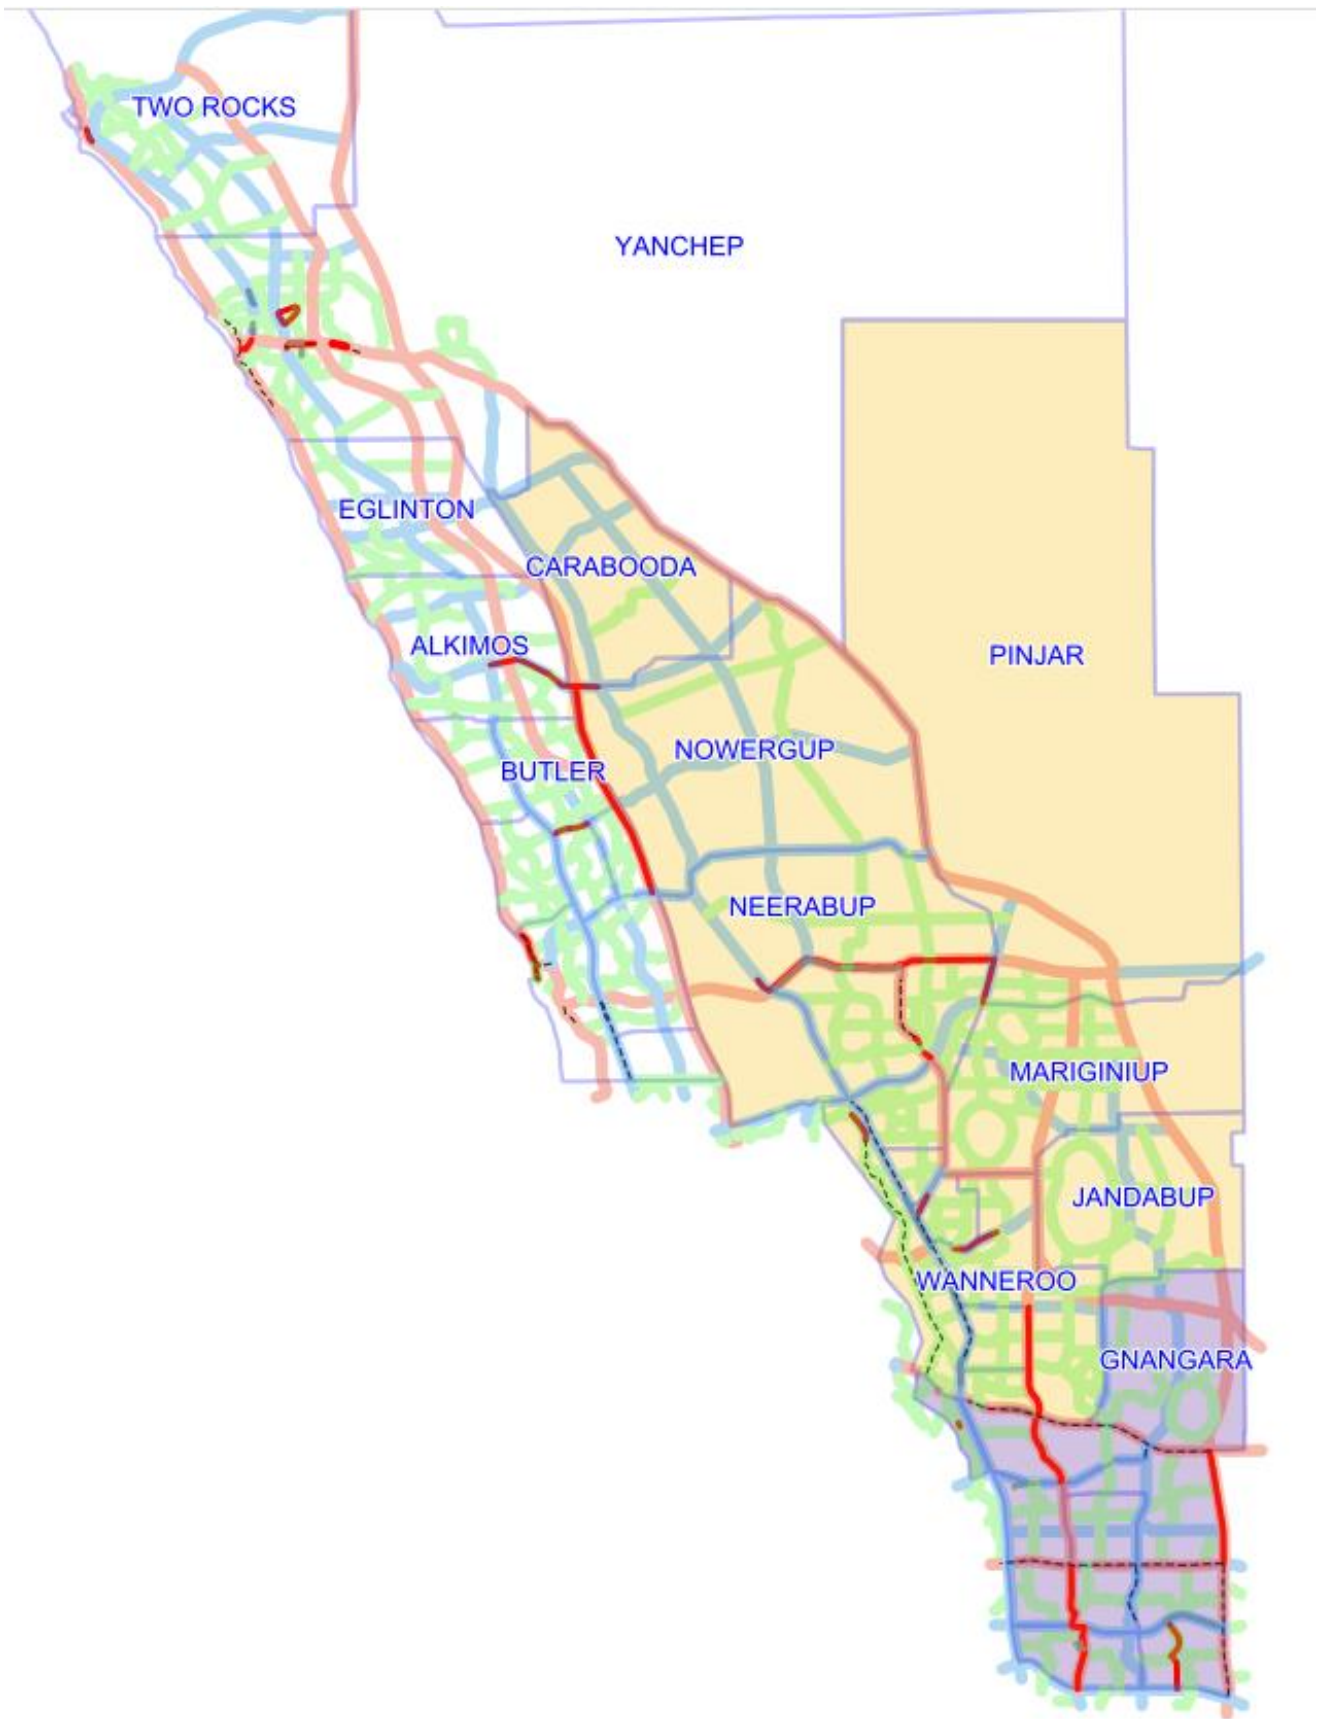 TWO ROCKS
YANCHEP
EGLINTON
CARABOODA
ALKIMOS
PINJAR
NOWERGUP
BUTLER
NEERABUP
MARIGINIUP
JANDABUP
WANNEROO
GNANGARA